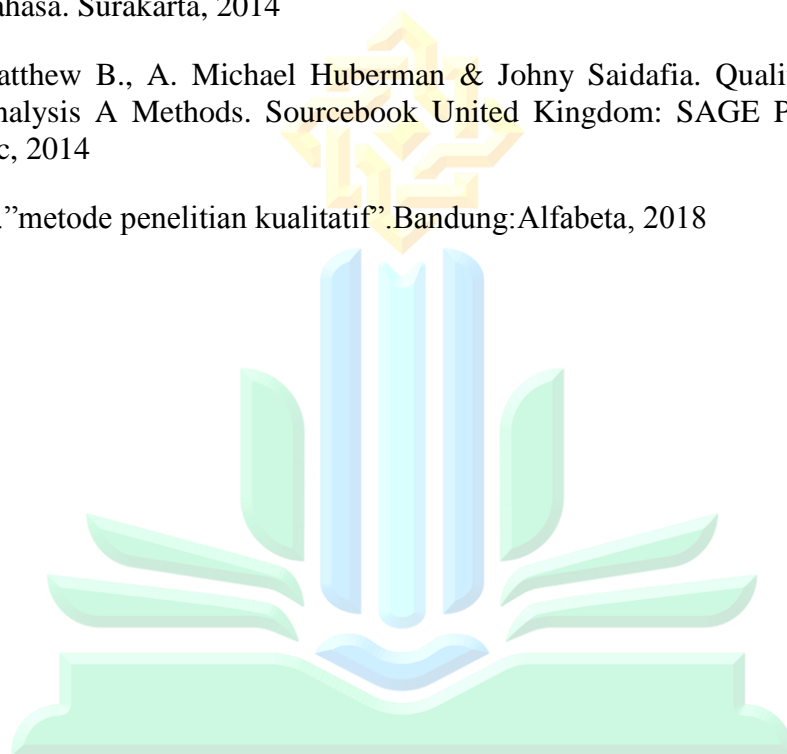 ahasa. Surakarta, 2014
atthew B., A. Michael Huberman & Johny Saidafia. Qualif
nalysis A Methods. Sourcebook United Kingdom: SAGE P
c, 2014
.”metode penelitian kualitatif”.Bandung:Alfabeta, 2018